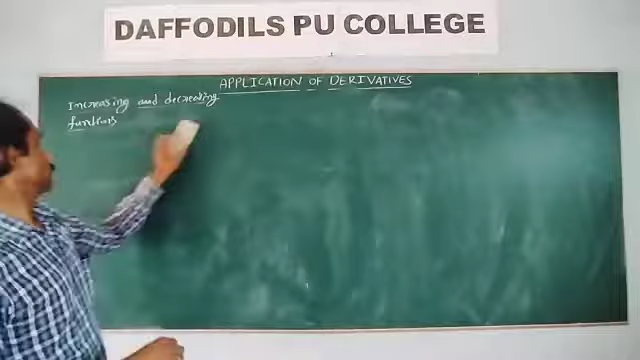 DAFFODILS PU COLLEGE
APPLICATION OF DERIVATIVES
Increasing and decreasing
functions